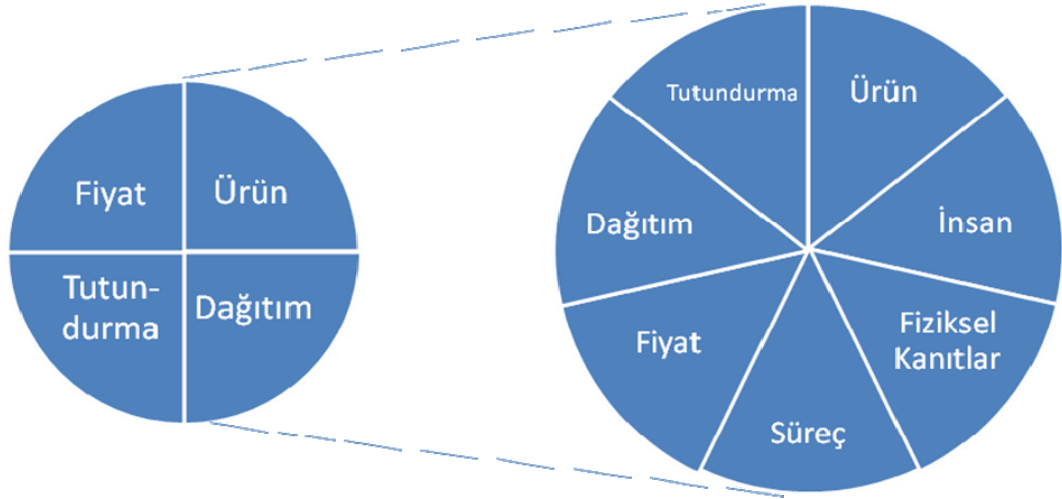 Fiyat
Ürün
Tutun-
durma
Dağıtım
Tutundurma
Ürün
Dağıtım
İnsan
Fiyat
Fiziksel
Kanıtlar
Süreç